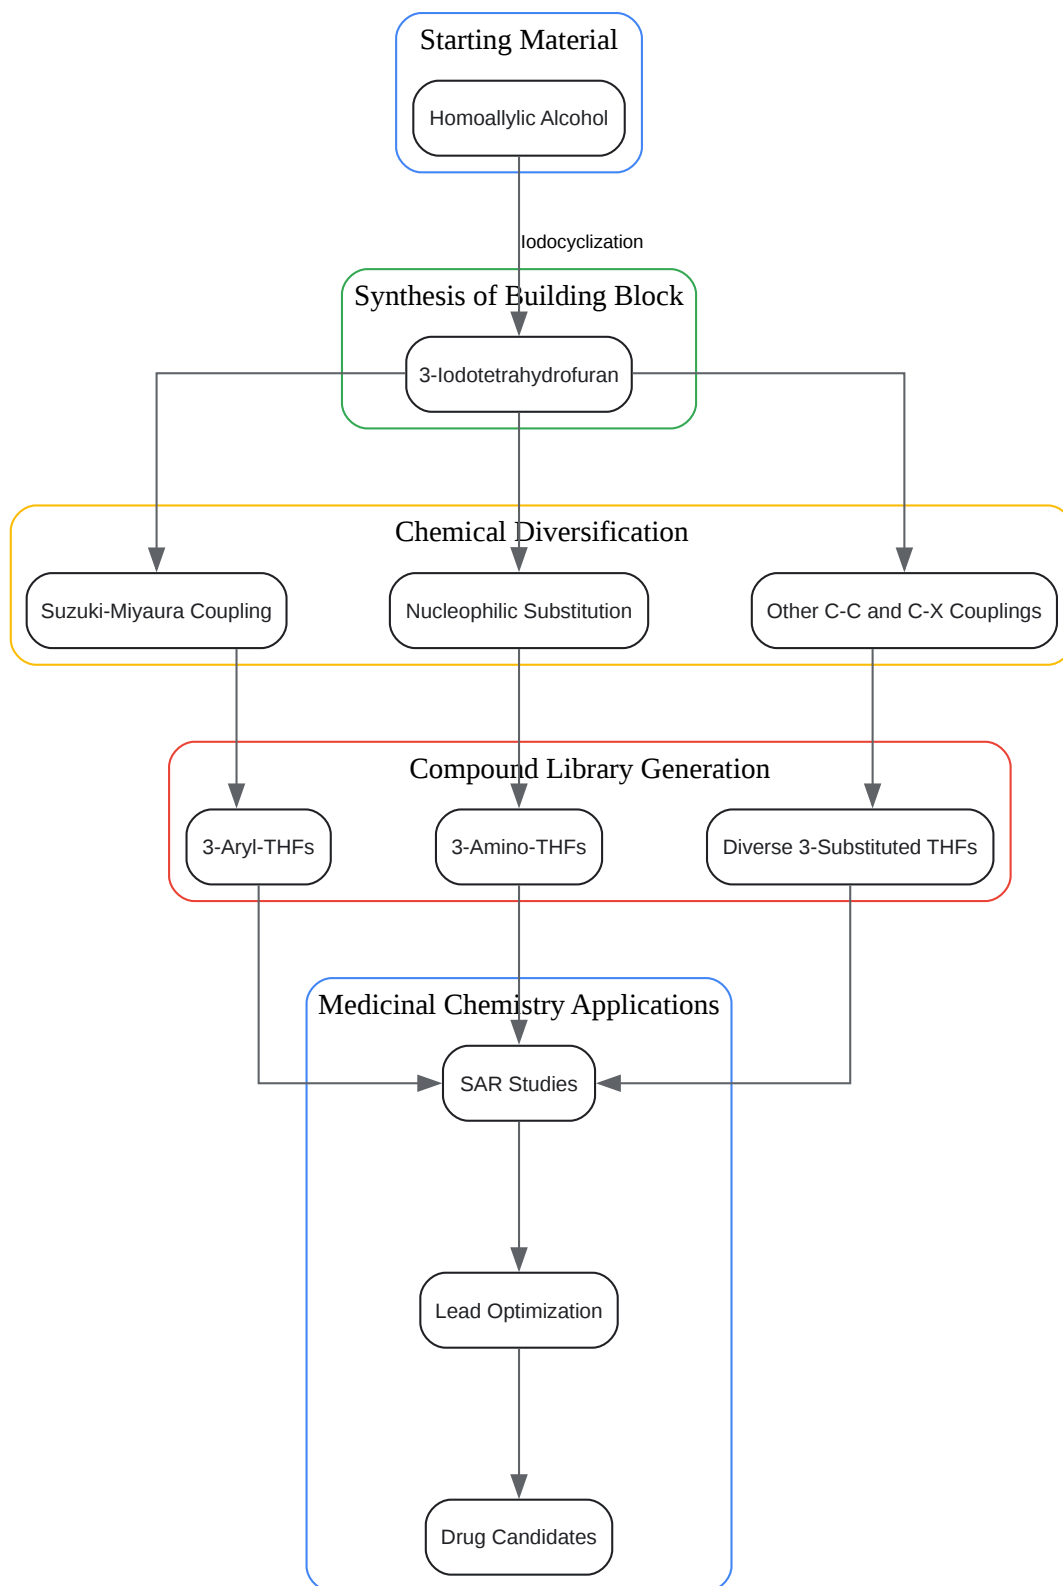 Starting Material
Homoallylic Alcohol
Iodocyclization
Synthesis of Building Block
3-Iodotetrahydrofuran
Chemical Diversification
Suzuki-Miyaura Coupling
Nucleophilic Substitution
Other C-C and C-X Couplings
Compound Library Generation
3-Aryl-THFs
3-Amino-THFs
Diverse 3-Substituted THFs
Medicinal Chemistry Applications
SAR Studies
Lead Optimization
Drug Candidates